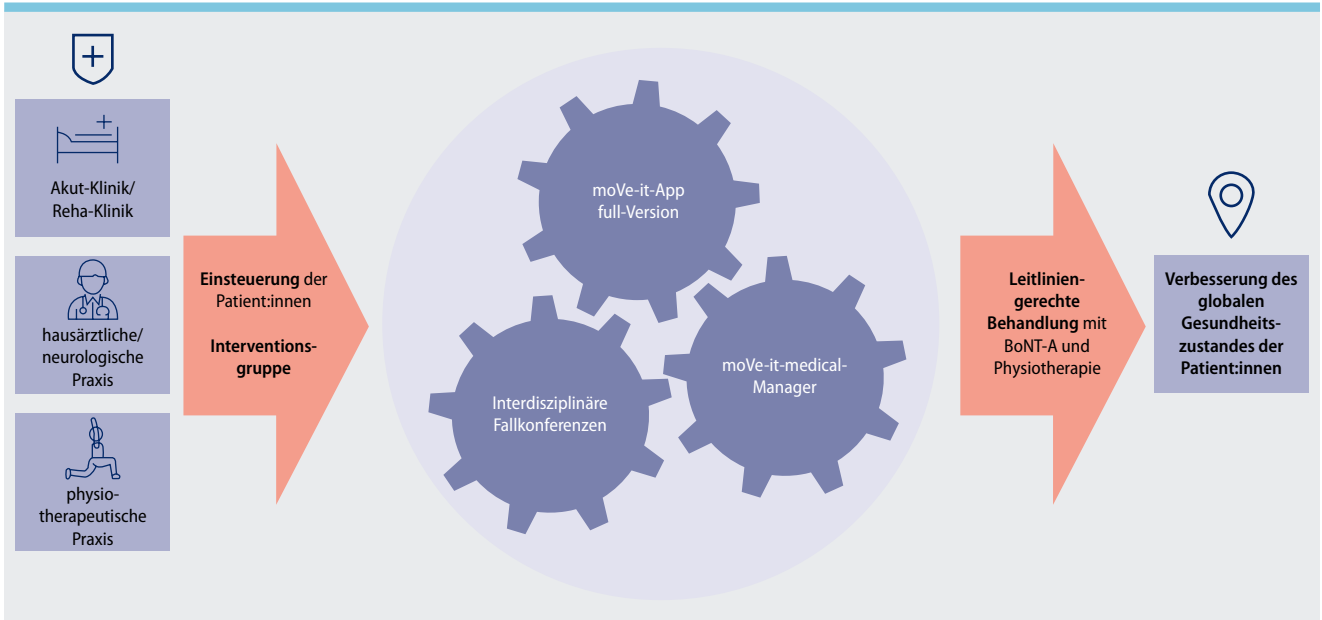 Akut-Klinik/
Reha-Klinik
hausärztliche/
neurologische
Praxis
physio-
therapeutische
Praxis
Einsteuerung der
Patient:innen
Interventions-
gruppe
moVe-it-App
full-Version
Interdisziplinäre
Fallkonferenzen
moVe-it-medical-
Manager
Leitlinien-
gerechte
Behandlung mit
BoNT-A und
Physiotherapie
Verbesserung des
globalen
Gesundheits-
zustandes der
Patient:innen